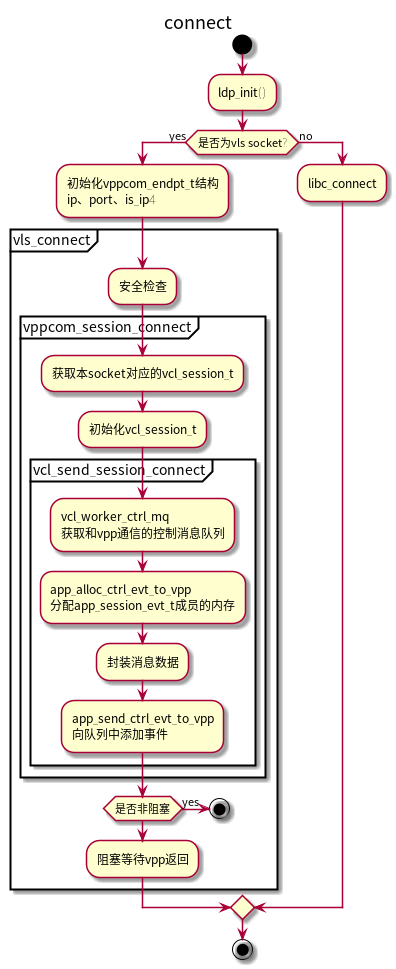 connect
ldp_init()
是否为vls socket?
yes
no
初始化vppcom_endpt_t结构
ip、port、is_ip4
libc_connect
vls_connect
安全检查
vppcom_session_connect
获取本socket对应的vcl_session_t
初始化vcl_session_t
vcl_send_session_connect
vcl_worker_ctrl_mq
获取和vpp通信的控制消息队列
app_alloc_ctrl_evt_to_vpp
分配app_session_evt_t成员的内存
封装消息数据
app_send_ctrl_evt_to_vpp
向队列中添加事件
是否非阻塞
yes
阻塞等待vpp返回